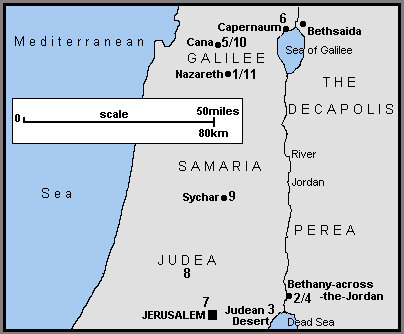 6
Capernaum
Bethsaida
Mediterranean
Cana 5/10
Sea of Galilee
GALILEE
Nazareth 1/11
THE
DECAPOLIS
0 scale 50miles
80km
SAMARIA
River
Jordan
Sea
Sychar 9
PEREA
JUDEA
8
Bethany-across
2/4 -the-Jordan
7
JERUSALEM
Judean 3
Desert
Dead Sea